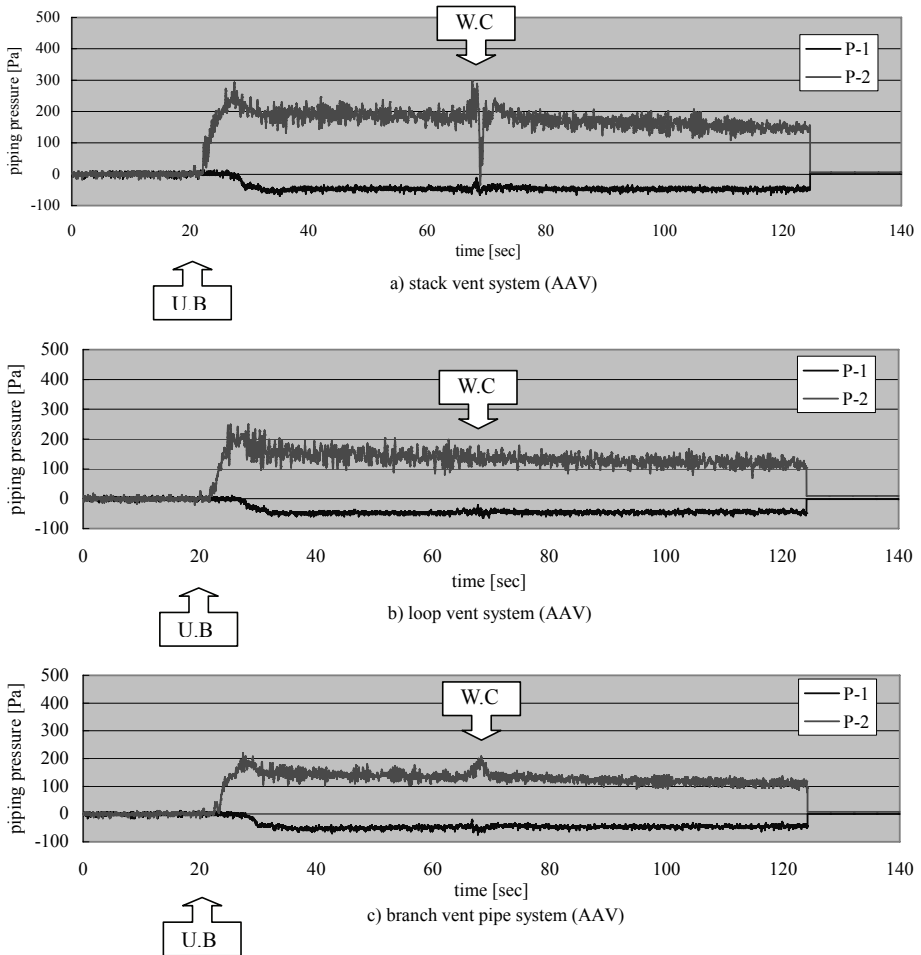 W.C
500
400
300
200
100
0
-100
piping pressure [Pa]
P-1
P-2
0 20 40 60 80 100 120 140
time [sec]
a) stack vent system (AAV)
U.B
500
400
300
200
100
0
-100
piping pressure [Pa]
W.C
P-1
P-2
0 20 40 60 80 100 120 140
time [sec]
b) loop vent system (AAV)
U.B
500
400
300
200
100
0
-100
piping pressure [Pa]
W.C
P-1
P-2
0 20 40 60 80 100 120 140
time [sec]
c) branch vent pipe system (AAV)
U.B